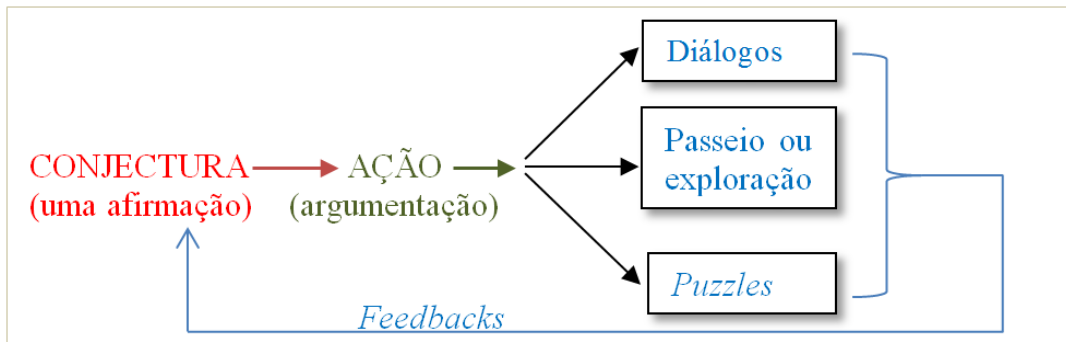 CONJECTURA
(uma afirmação)
AÇÃO
(argumentação)
Diálogos
Passeio ou
exploração
Puzzles
Feedbacks